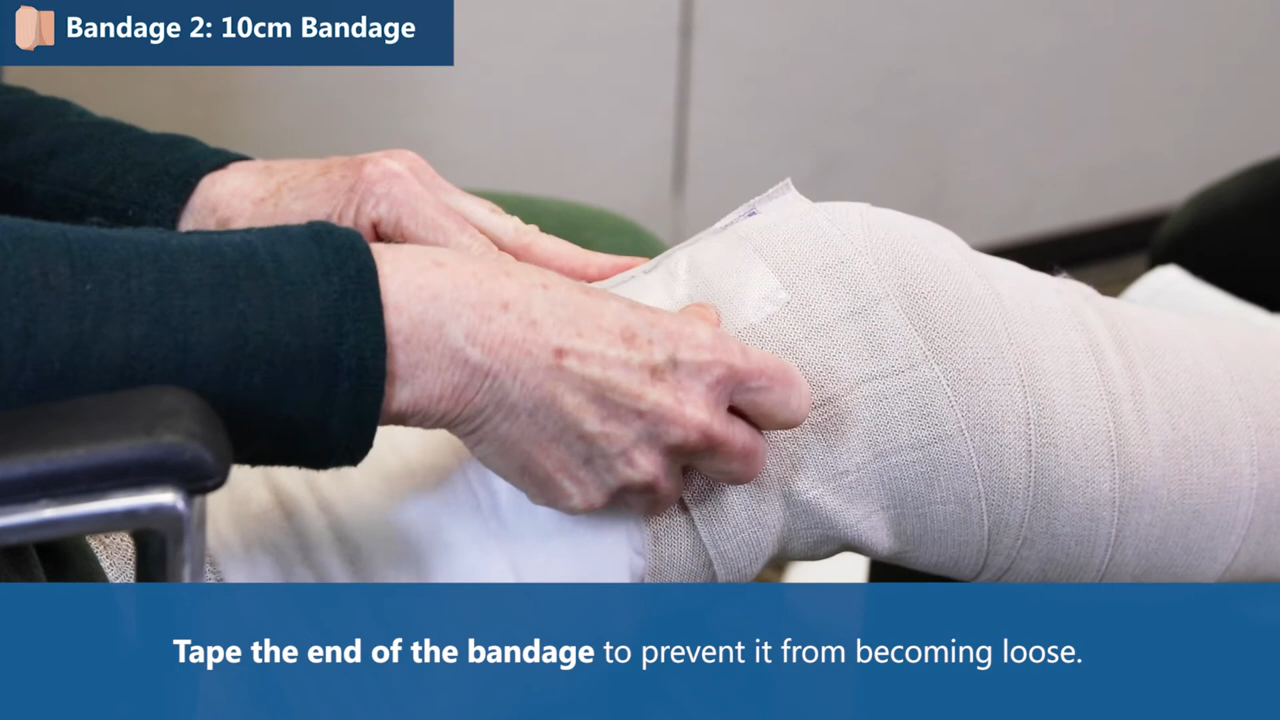 Bandage 2: 10cm Bandage
Tape the end of the bandage to prevent it from becoming loose.